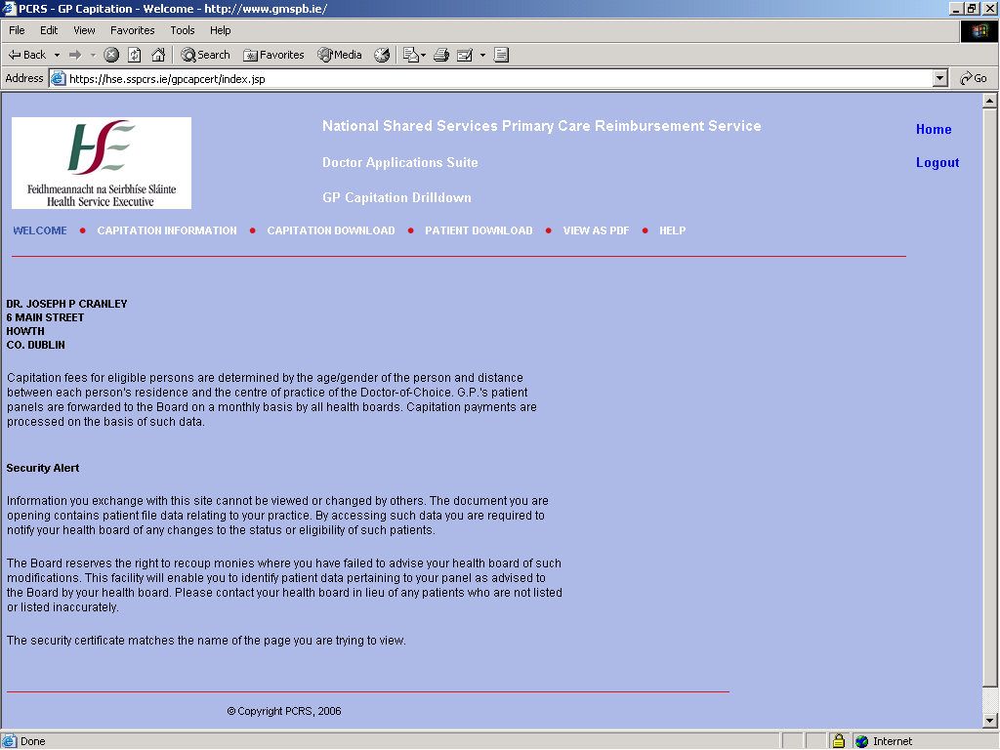 PCRS - GP Capitation - Welcome - http://www.gmspb.ie/
File Edit View Favorites Tools Help
Back Search Favorites Media
Address https://hse.sspcrs.ie/gpcapcert/index.jsp Go
National Shared Services Primary Care Reimbursement Service
Home
Doctor Applications Suite
Logout
Feidhmeannacht na Seirbhíse Sláinte
Health Service Executive
GP Capitation Drilldown
WELCOME • CAPITATION INFORMATION • CAPITATION DOWNLOAD • PATIENT DOWNLOAD • VIEW AS PDF • HELP
DR. JOSEPH P CRANLEY
6 MAIN STREET
HOWTH
CO. DUBLIN
Capitation fees for eligible persons are determined by the age/gender of the person and distance
between each person's residence and the centre of practice of the Doctor-of-Choice. G.P.'s patient
panels are forwarded to the Board on a monthly basis by all health boards. Capitation payments are
processed on the basis of such data.
Security Alert
Information you exchange with this site cannot be viewed or changed by others. The document you are
opening contains patient file data relating to your practice. By accessing such data you are required to
notify your health board of any changes to the status or eligibility of such patients.
The Board reserves the right to recoup monies where you have failed to advise your health board of such
modifications. This facility will enable you to identify patient data pertaining to your panel as advised to
the Board by your health board. Please contact your health board in lieu of any patients who are not listed
or listed inaccurately.
The security certificate matches the name of the page you are trying to view.
© Copyright PCRS, 2006
Done Internet